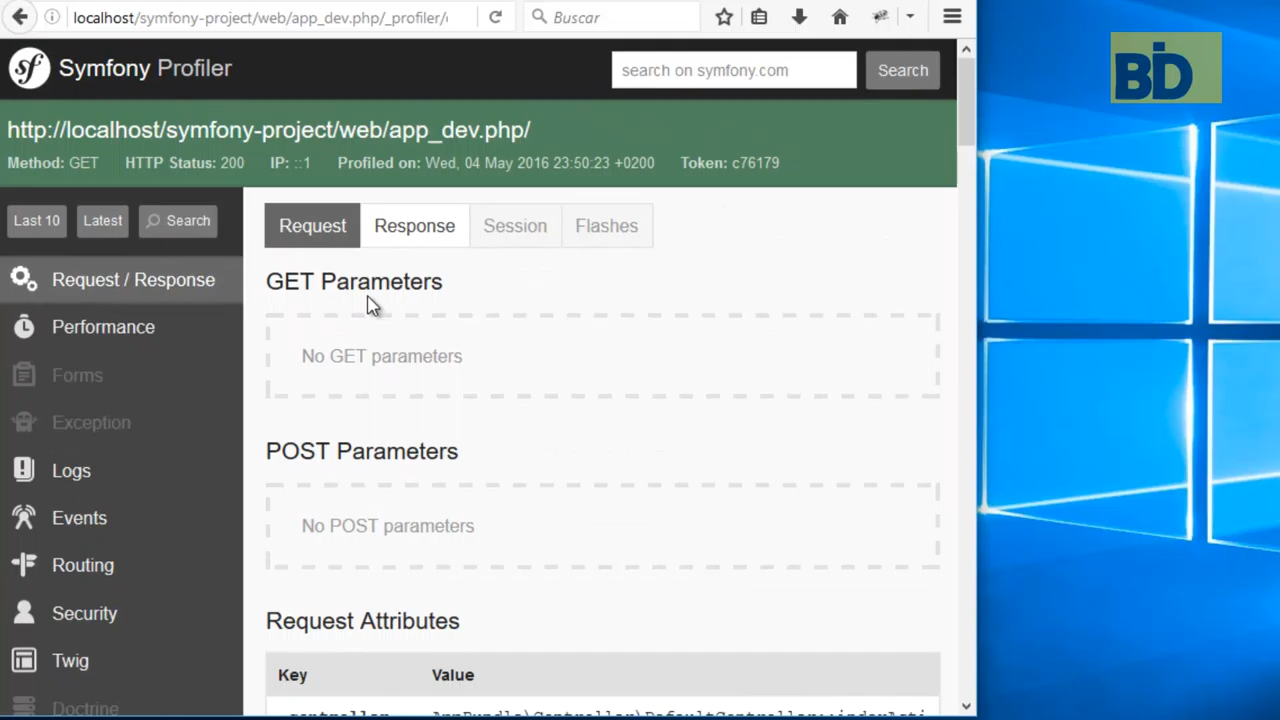 localhost/symfony-project/web/app_dev.php/_profiler/
Buscar
sf
Symfony Profiler
search on symfony.com
Search
BID
http://localhost/symfony-project/web/app_dev.php/
Method: GET HTTP Status: 200 IP: ::1 Profiled on: Wed, 04 May 2016 23:50:23 +0200 Token: c76179
Last 10
Latest
Search
Request
Response
Session
Flashes
Request / Response
Performance
Forms
Exception
Logs
Events
Routing
Security
Twig
Doctrine
GET Parameters
No GET parameters
POST Parameters
No POST parameters
Request Attributes
Key Value